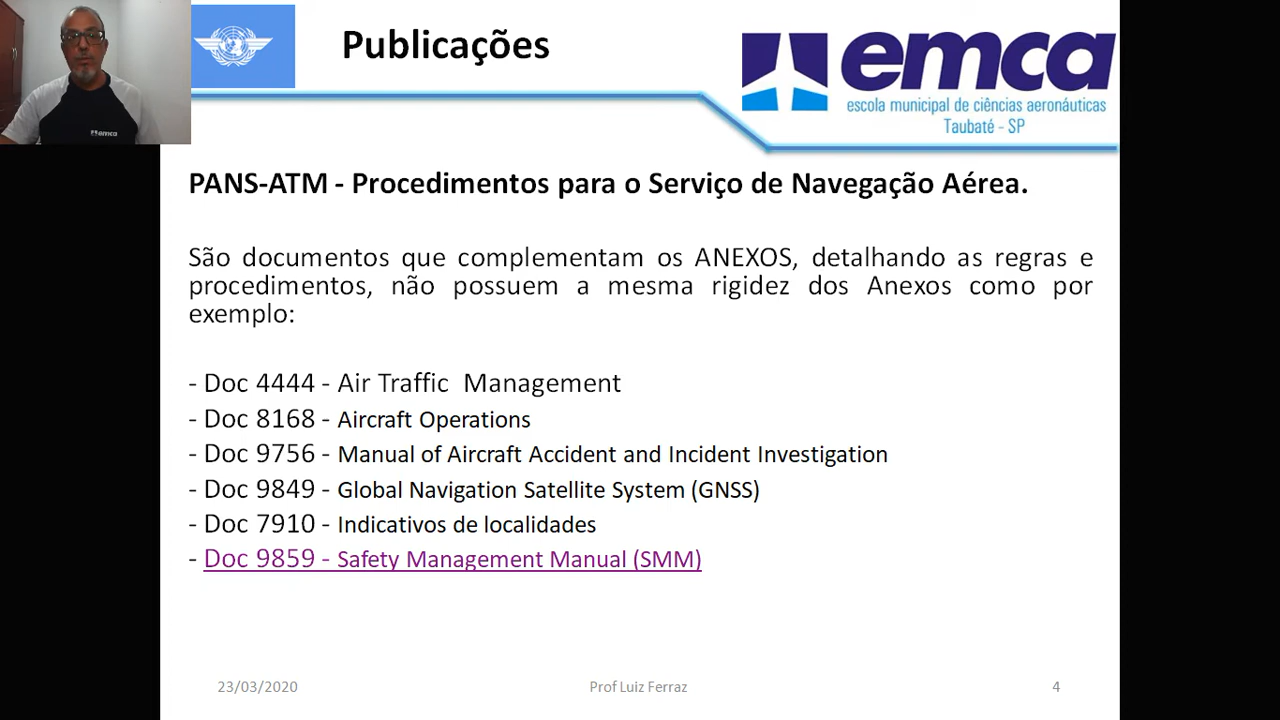 Publicações
emca
escola municipal de ciências aeronáuticas
Taubaté - SP
emca
PANS-ATM - Procedimentos para o Serviço de Navegação Aérea.
São documentos que complementam os ANEXOS, detalhando as regras e
procedimentos, não possuem a mesma rigidez dos Anexos como por
exemplo:
- Doc 4444 - Air Traffic Management
- Doc 8168 - Aircraft Operations
- Doc 9756 - Manual of Aircraft Accident and Incident Investigation
- Doc 9849 - Global Navigation Satellite System (GNSS)
- Doc 7910 - Indicativos de localidades
- Doc 9859 - Safety Management Manual (SMM)
23/03/2020
Prof Luiz Ferraz
4